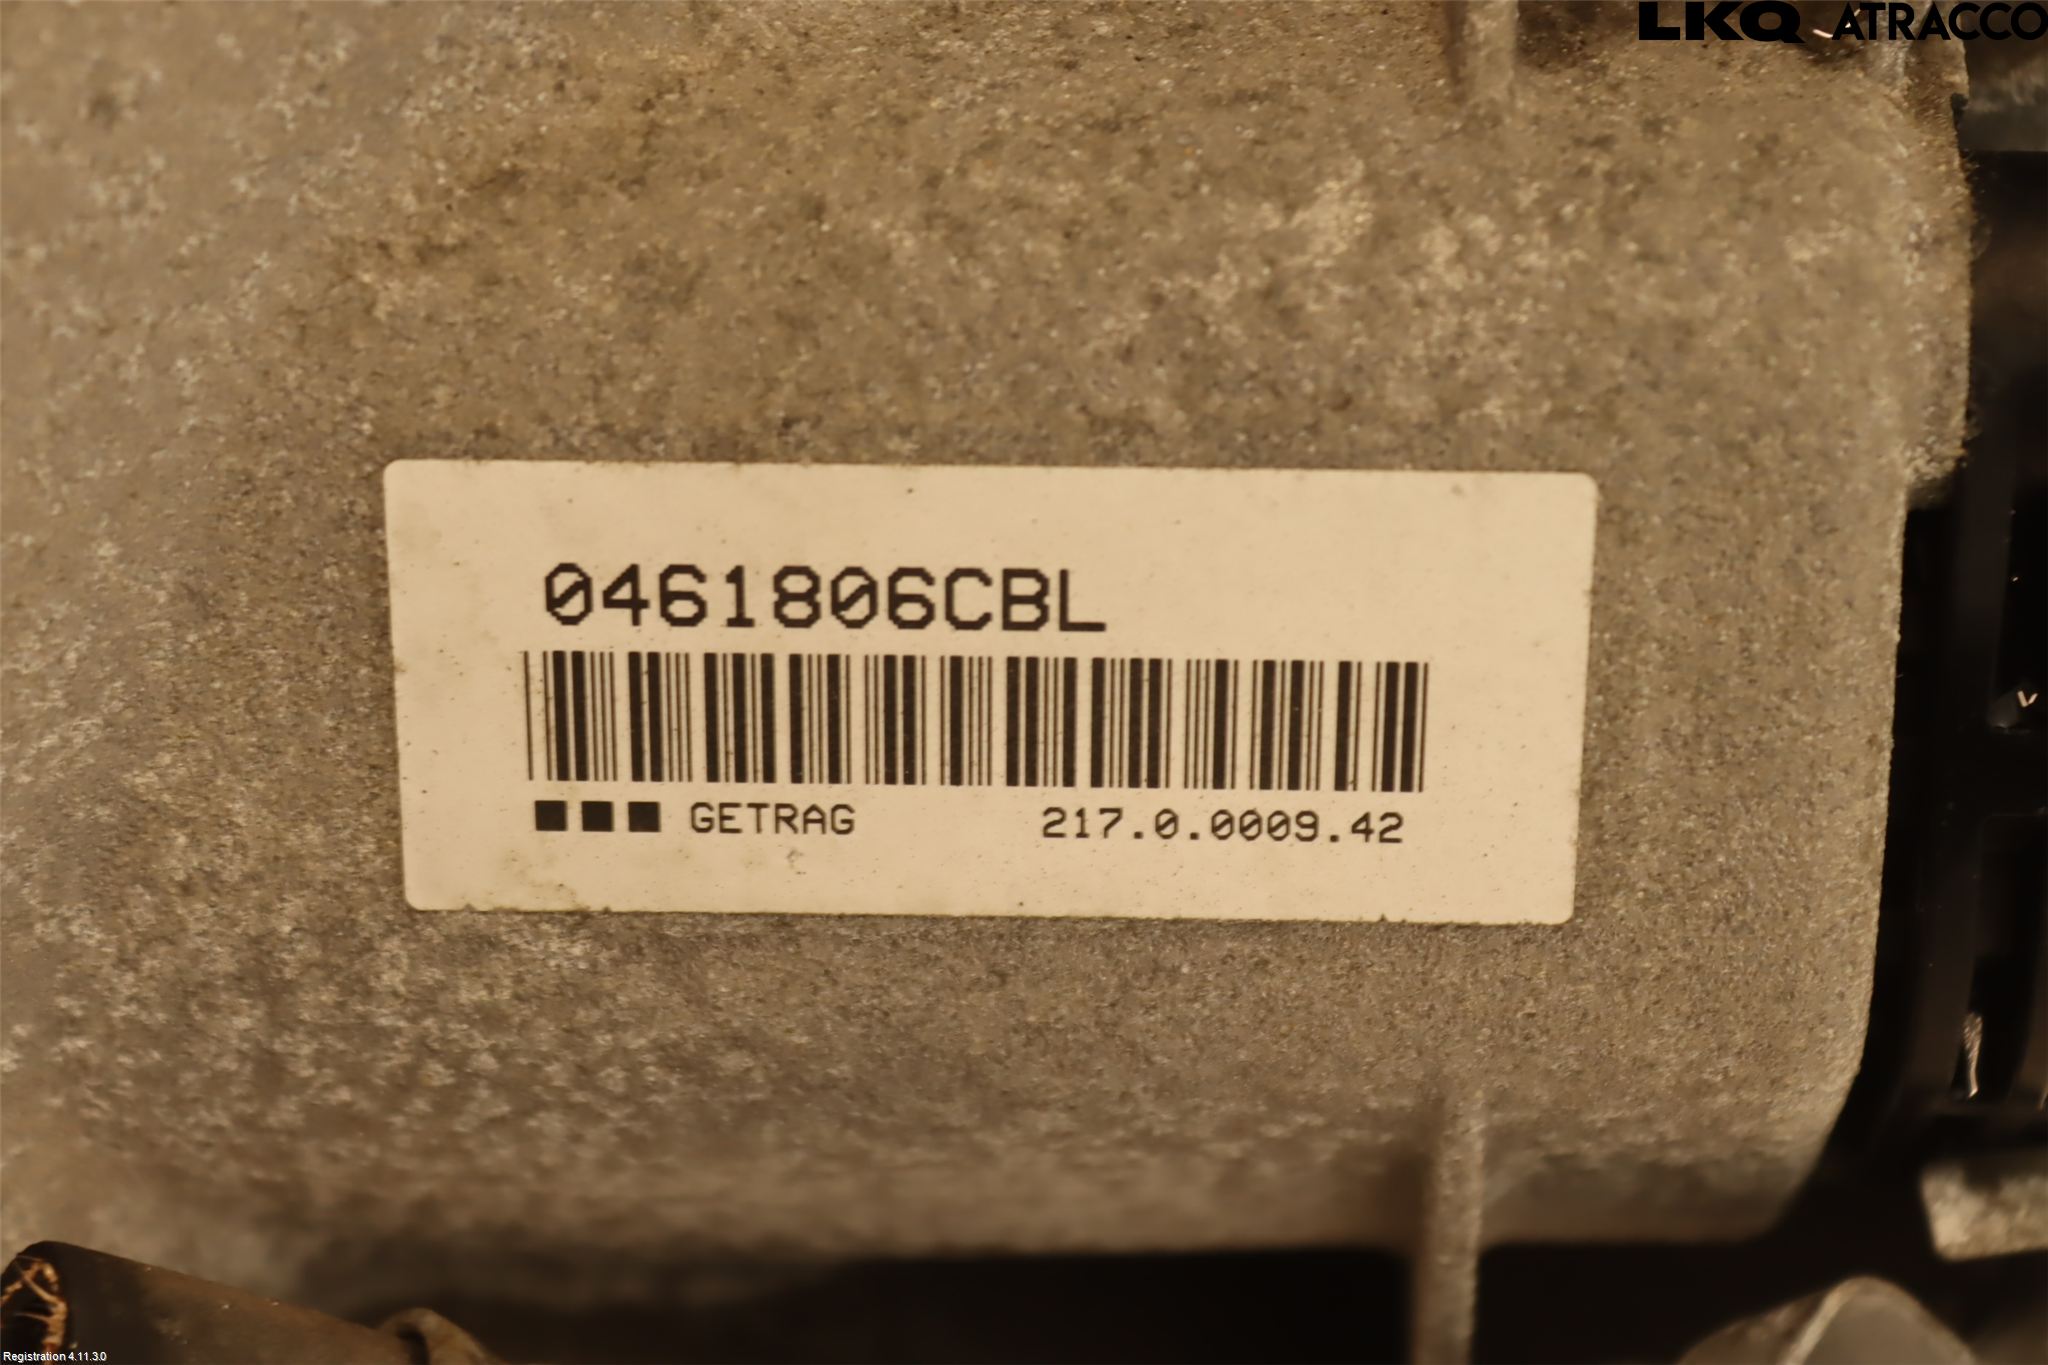 LKQ ATRACCO
0461806CBL
GETRAG 217.0.0009.42
Registration 4.11.3.0